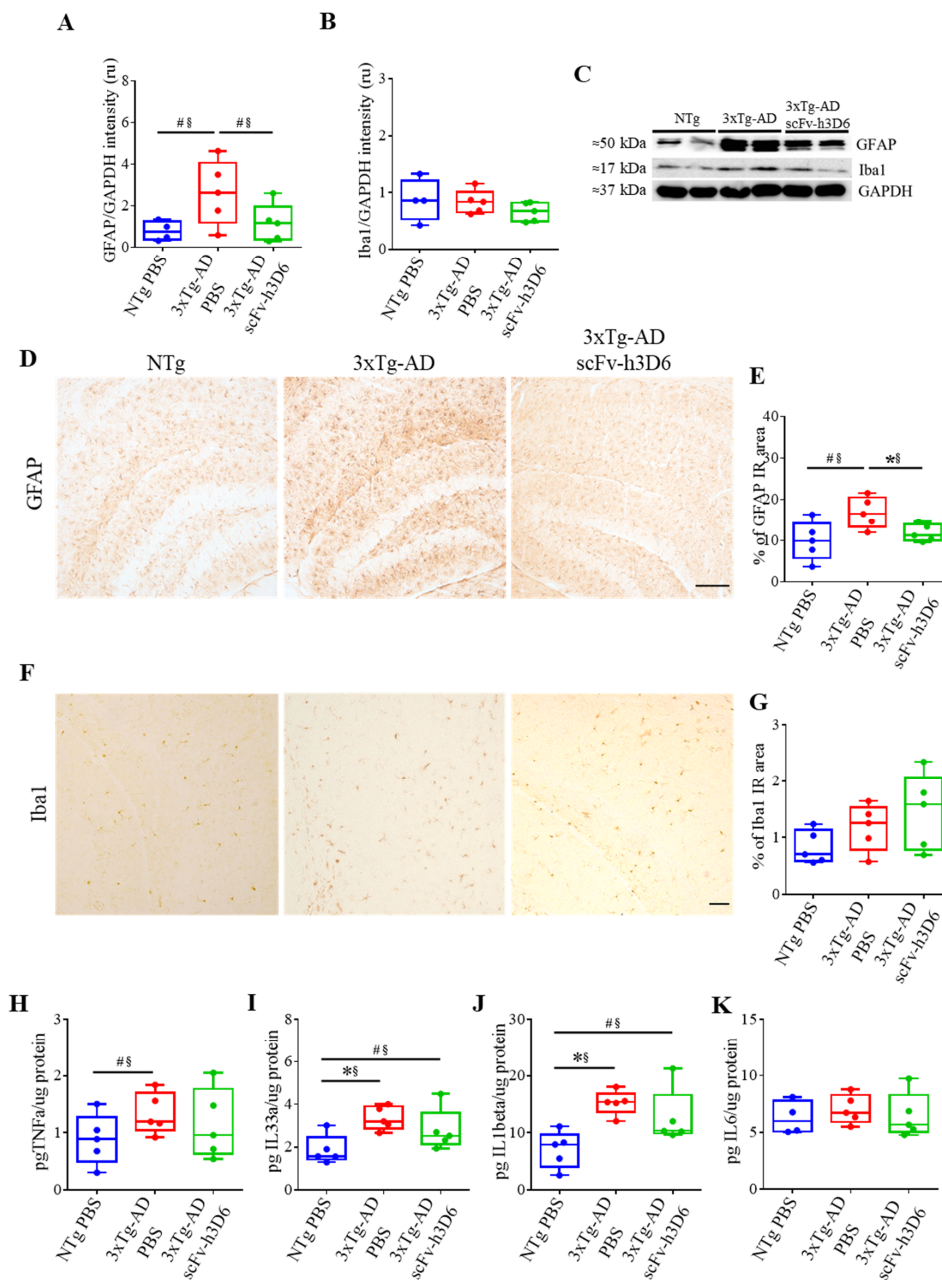 A
GFAP/GAPDH intensity (ru)
8
6
4
2
0
#§
#§
NTg PBS
3xTg-AD
PBS
3xTg-AD
scFv-h3D6
B
Iba1/GAPDH intensity (ru)
3
2
1
0
NTg PBS
3xTg-AD
PBS
3xTg-AD
scFv-h3D6
C
NTg
3xTg-AD
3xTg-AD
scFv-h3D6
≈50 kDa
GFAP
≈17 kDa
Iba1
≈37 kDa
GAPDH
D
NTg
3xTg-AD
3xTg-AD
scFv-h3D6
GFAP
E
% of GFAP IR area
40
30
20
10
0
#§
*§
NTg PBS
3xTg-AD
PBS
3xTg-AD
scFv-h3D6
F
Iba1
G
% of Iba1 IR area
3
2
1
0
NTg PBS
3xTg-AD
PBS
3xTg-AD
scFv-h3D6
H
pgTNFa/ug protein
3
2
1
0
#§
NTg PBS
3xTg-AD
PBS
3xTg-AD
scFv-h3D6
I
pg IL33a/ug protein
8
6
4
2
0
#§
*§
NTg PBS
3xTg-AD
PBS
3xTg-AD
scFv-h3D6
J
pg IL1beta/ug protein
30
20
10
0
#§
*§
NTg PBS
3xTg-AD
PBS
3xTg-AD
scFv-h3D6
K
pg IL6/ug protein
15
10
5
0
NTg PBS
3xTg-AD
PBS
3xTg-AD
scFv-h3D6